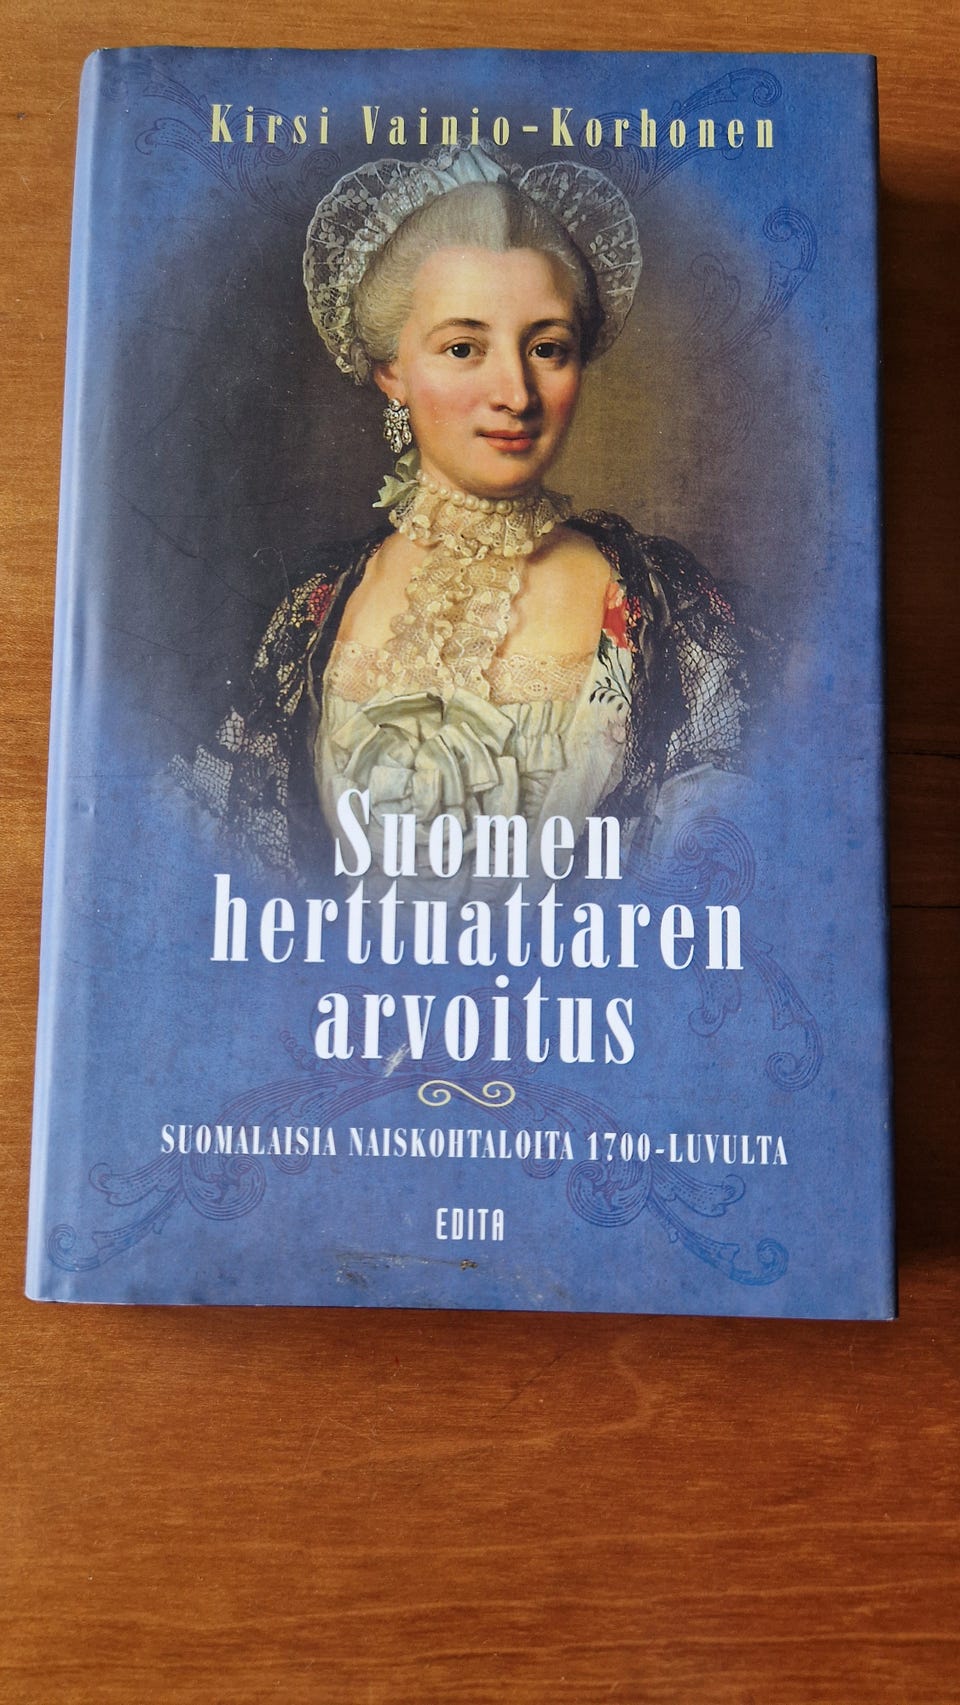 Kirsi Vainio-Korhonen
Suomen
herttuattaren
arvoitus
SUOMALAISIA NAISKOHTALOITA 1700-LUVULTA
EDITA